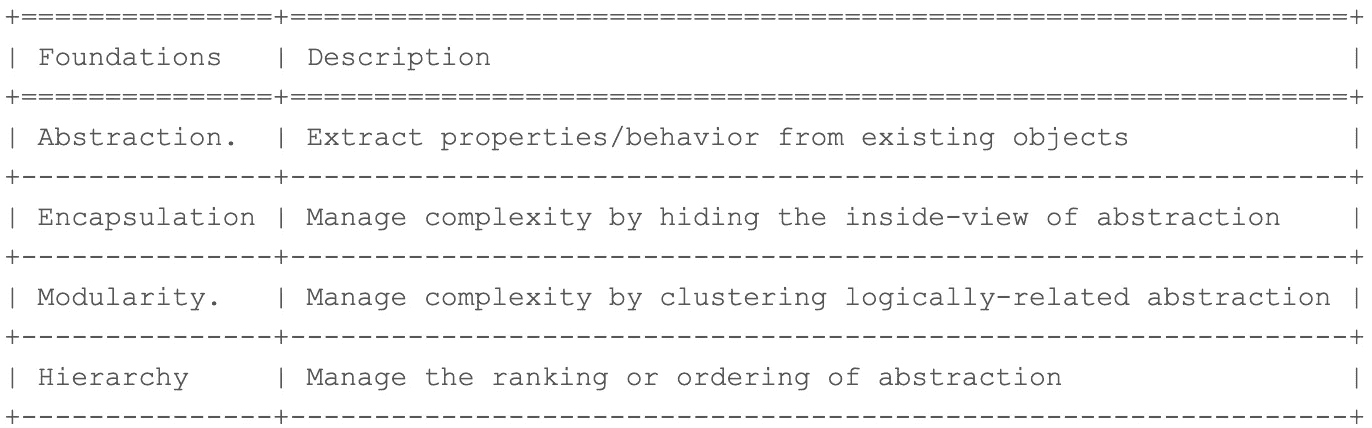 +===============+===============================================================+
| Foundations   | Description                                                   |
+===============+===============================================================+
| Abstraction.  | Extract properties/behavior from existing objects             |
+---------------+---------------------------------------------------------------+
| Encapsulation | Manage complexity by hiding the inside-view of abstraction    |
+---------------+---------------------------------------------------------------+
| Modularity.   | Manage complexity by clustering logically-related abstraction |
+---------------+---------------------------------------------------------------+
| Hierarchy     | Manage the ranking or ordering of abstraction                 |
+---------------+---------------------------------------------------------------+